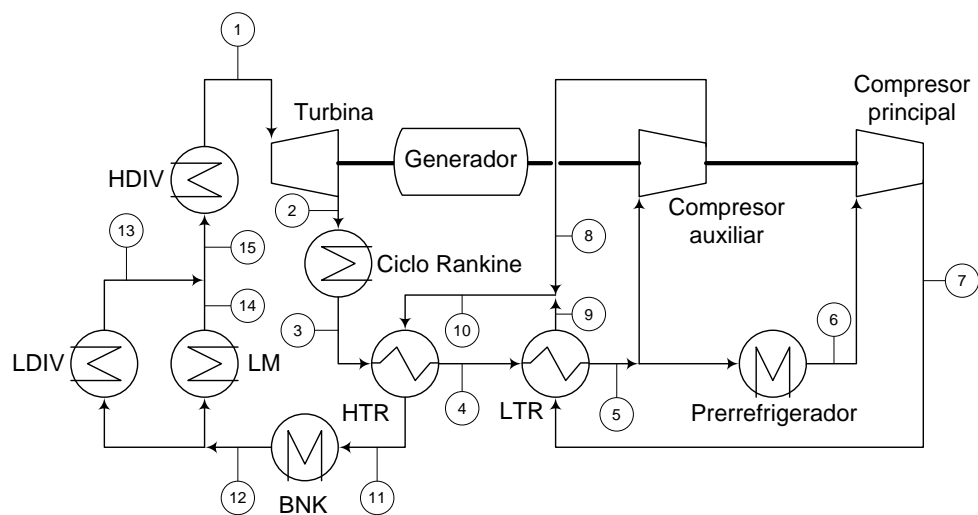 1
Compresor
principal
Turbina
Generador
HDIV
Compresor
auxiliar
2
8
13
15
Ciclo Rankine
7
14
3
10
9
6
LDIV
LM
HTR
4
LTR
5
Prerrefrigerador
12
BNK
11